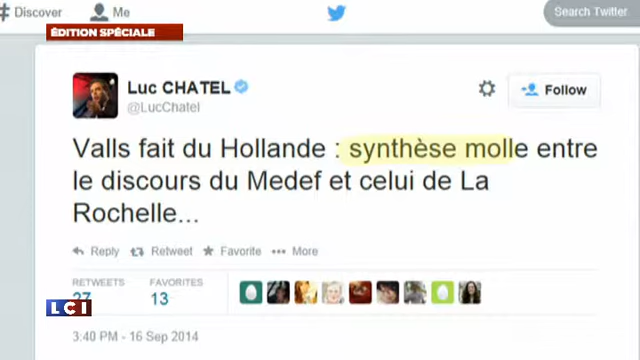 Discover Me Search Twitter
ÉDITION SPÉCIALE
Luc CHATEL
@LucChatel
Follow
Valls fait du Hollande : synthèse molle entre
le discours du Medef et celui de La
Rochelle...
Reply Retweet Favorite More
RETWEETS FAVORITES
27 13
LCI
3:40 PM - 16 Sep 2014